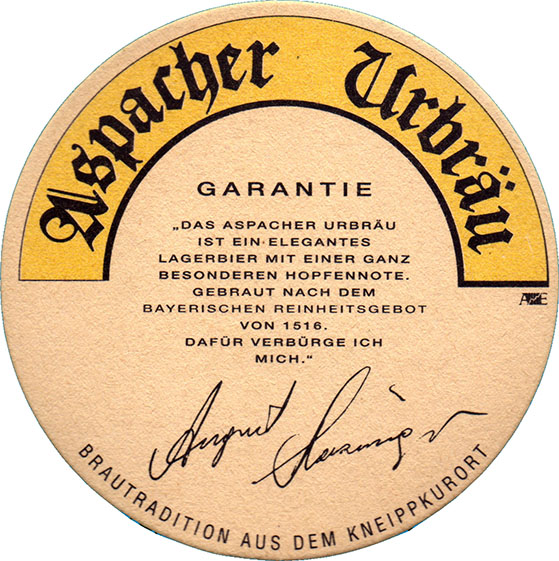 Aspacher Urbräu
GARANTIE
„DAS ASPACHER URBRÄU
IST EIN ELEGANTES
LAGERBIER MIT EINER GANZ
BESONDEREN HOPFENNOTE.
GEBRAUT NACH DEM
BAYERISCHEN REINHEITSGEBOT
VON 1516.
DAFÜR VERBÜRGE ICH
MICH.“
August
BRAUTRADITION AUS DEM KNEIPPKURORT